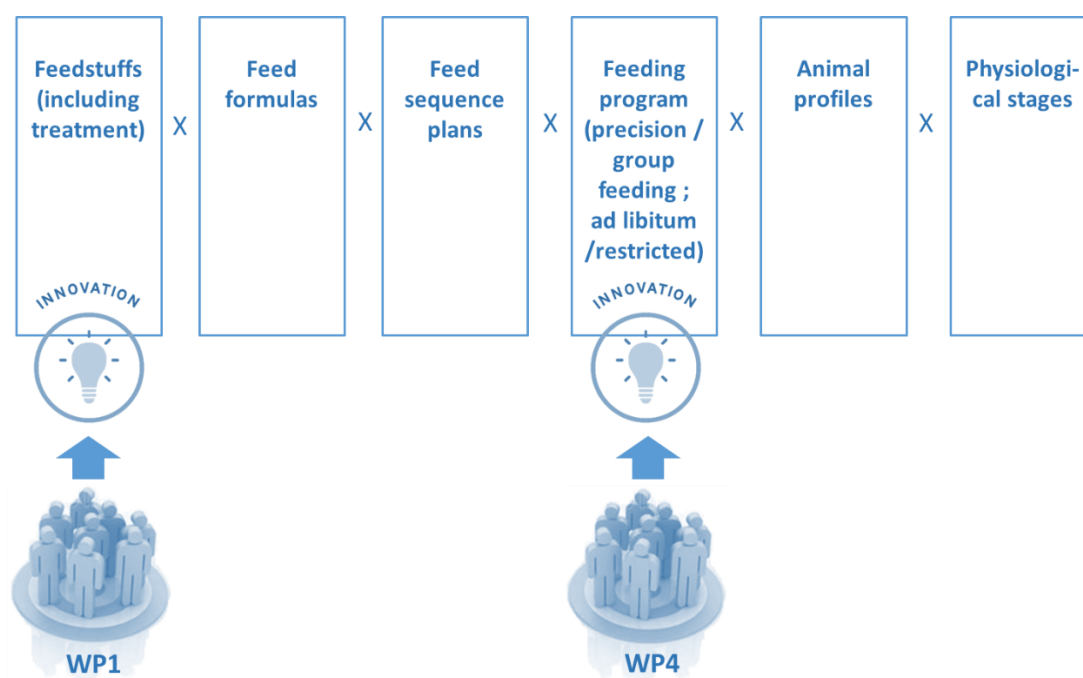 Feedstuffs
(including
treatment)
X
Feed
formulas
X
Feed
sequence
plans
X
Feeding
program
(precision /
group
feeding ;
ad libitum
/restricted)
X
Animal
profiles
X
Physiologi-
cal stages
INNOVATION
INNOVATION
WP1
WP4